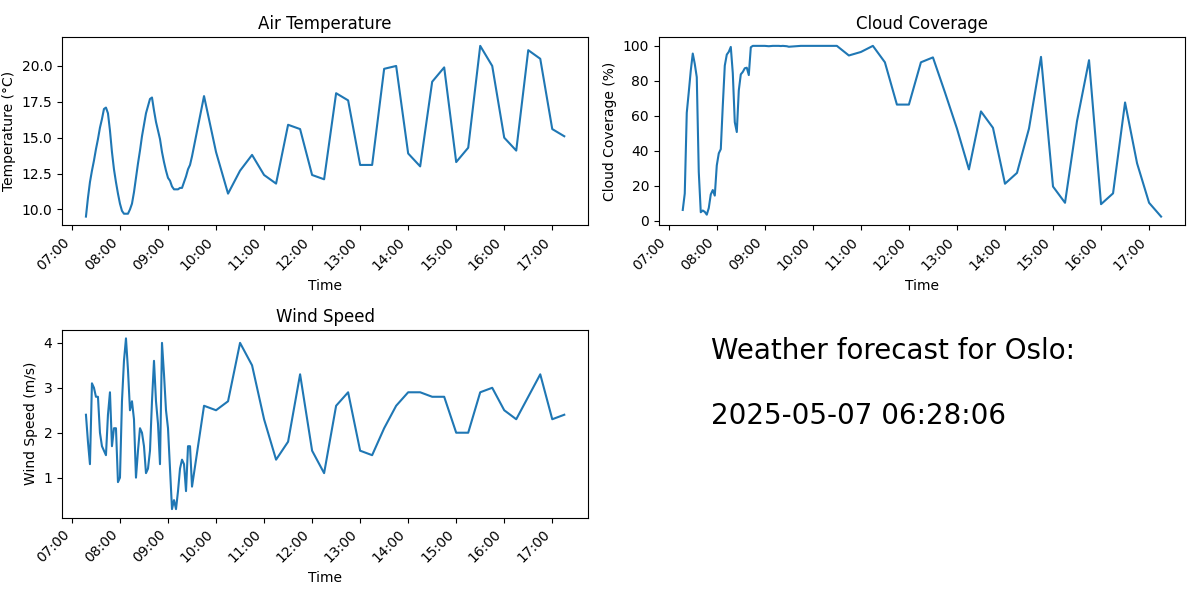 Air Temperature
Temperature (°C)
20.0
17.5
15.0
12.5
10.0
07:00 08:00 09:00 10:00 11:00 12:00 13:00 14:00 15:00 16:00 17:00
Time
Cloud Coverage
Cloud Coverage (%)
100
80
60
40
20
0
07:00 08:00 09:00 10:00 11:00 12:00 13:00 14:00 15:00 16:00 17:00
Time
Wind Speed
Wind Speed (m/s)
4
3
2
1
07:00 08:00 09:00 10:00 11:00 12:00 13:00 14:00 15:00 16:00 17:00
Time
Weather forecast for Oslo:
2025-05-07 06:28:06